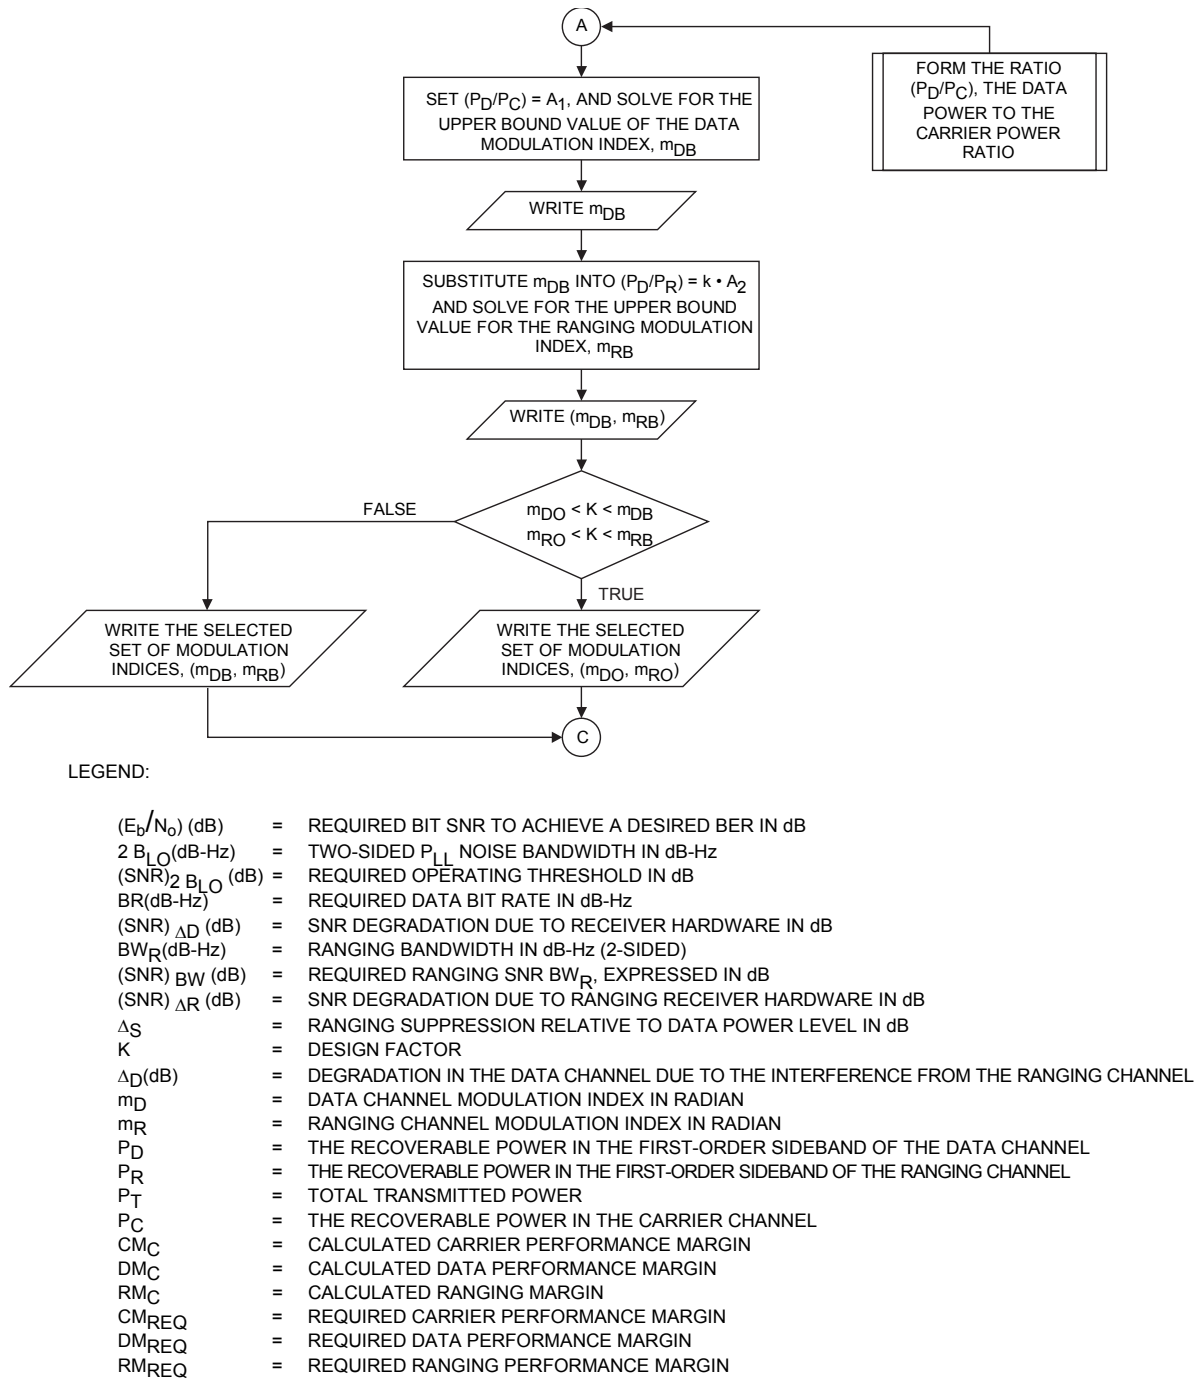 A
FORM THE RATIO
(PD/PC), THE DATA
POWER TO THE
CARRIER POWER
RATIO
SET (PD/PC) = A1, AND SOLVE FOR THE
UPPER BOUND VALUE OF THE DATA
MODULATION INDEX, mDB
WRITE mDB
SUBSTITUTE mDB INTO (PD/PR) = k • A2
AND SOLVE FOR THE UPPER BOUND
VALUE FOR THE RANGING MODULATION
INDEX, mRB
WRITE (mDB, mRB)
mDO < K < mDB
mRO < K < mRB
FALSE
TRUE
WRITE THE SELECTED
SET OF MODULATION
INDICES, (mDB, mRB)
WRITE THE SELECTED
SET OF MODULATION
INDICES, (mDO, mRO)
C
LEGEND:
(Eb/No) (dB) = REQUIRED BIT SNR TO ACHIEVE A DESIRED BER IN dB
2 BLO(dB-Hz) = TWO-SIDED PLL NOISE BANDWIDTH IN dB-Hz
(SNR)2 BLO (dB) = REQUIRED OPERATING THRESHOLD IN dB
BR(dB-Hz) = REQUIRED DATA BIT RATE IN dB-Hz
(SNR) ΔD (dB) = SNR DEGRADATION DUE TO RECEIVER HARDWARE IN dB
BWR(dB-Hz) = RANGING BANDWIDTH IN dB-Hz (2-SIDED)
(SNR) BW (dB) = REQUIRED RANGING SNR BWR, EXPRESSED IN dB
(SNR) ΔR (dB) = SNR DEGRADATION DUE TO RANGING RECEIVER HARDWARE IN dB
ΔS = RANGING SUPPRESSION RELATIVE TO DATA POWER LEVEL IN dB
K = DESIGN FACTOR
ΔD(dB) = DEGRADATION IN THE DATA CHANNEL DUE TO THE INTERFERENCE FROM THE RANGING CHANNEL
mD = DATA CHANNEL MODULATION INDEX IN RADIAN
mR = RANGING CHANNEL MODULATION INDEX IN RADIAN
PD = THE RECOVERABLE POWER IN THE FIRST-ORDER SIDEBAND OF THE DATA CHANNEL
PR = THE RECOVERABLE POWER IN THE FIRST-ORDER SIDEBAND OF THE RANGING CHANNEL
PT = TOTAL TRANSMITTED POWER
PC = THE RECOVERABLE POWER IN THE CARRIER CHANNEL
CMC = CALCULATED CARRIER PERFORMANCE MARGIN
DMC = CALCULATED DATA PERFORMANCE MARGIN
RMC = CALCULATED RANGING MARGIN
CMREQ = REQUIRED CARRIER PERFORMANCE MARGIN
DMREQ = REQUIRED DATA PERFORMANCE MARGIN
RMREQ = REQUIRED RANGING PERFORMANCE MARGIN